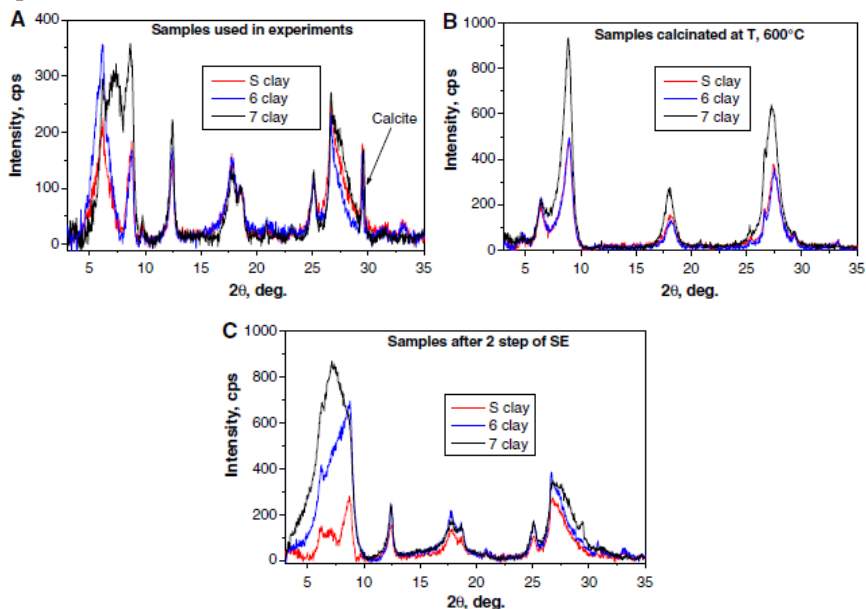 A
Samples used in experiments
400
300
200
100
0
Intensity, cps
S clay
6 clay
7 clay
Calcite
5 10 15 20 25 30 35
2θ, deg.
B
Samples calcinated at T, 600°C
1000
800
600
400
200
0
Intensity, cps
S clay
6 clay
7 clay
5 10 15 20 25 30 35
2θ, deg.
C
Samples after 2 step of SE
1000
800
600
400
200
0
Intensity, cps
S clay
6 clay
7 clay
5 10 15 20 25 30 35
2θ, deg.